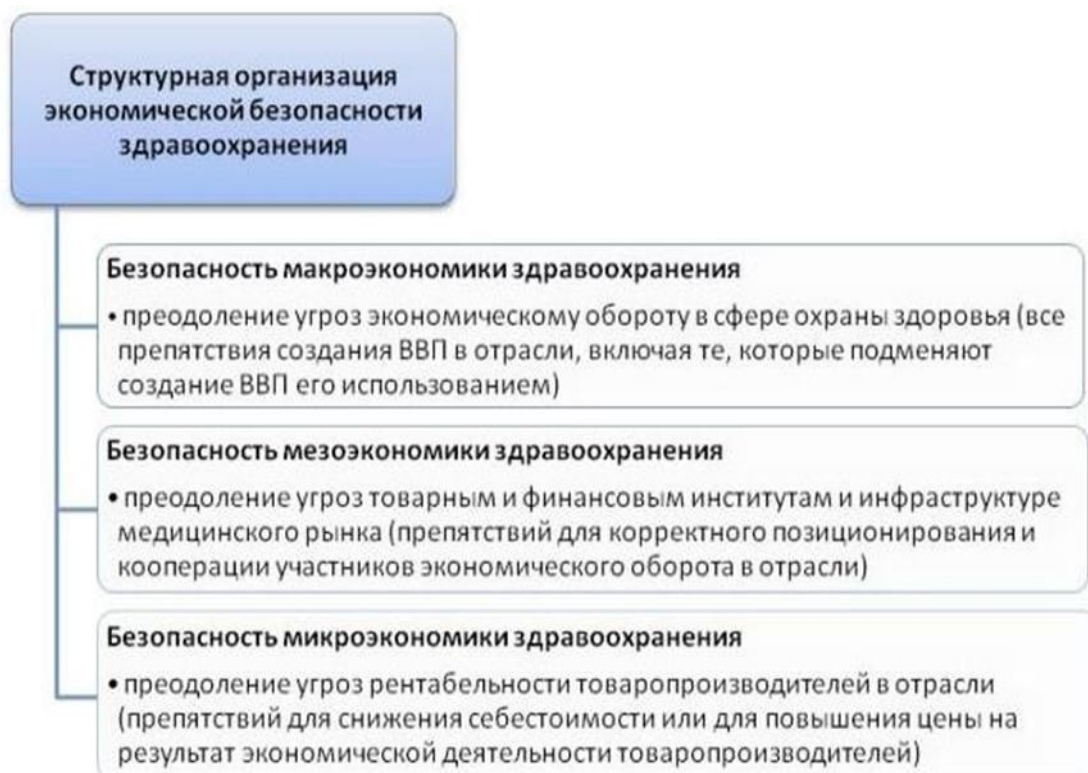 Структурная организация
экономической безопасности
здравоохранения
Безопасность макроэкономики здравоохранения
• преодоление угроз экономическому обороту в сфере охраны здоровья (все
препятствия создания ВВП в отрасли, включая те, которые подменяют
создание ВВП его использованием)
Безопасность мезоэкономики здравоохранения
• преодоление угроз товарным и финансовым институтам и инфраструктуре
медицинского рынка (препятствий для корректного позиционирования и
кооперации участников экономического оборота в отрасли)
Безопасность микроэкономики здравоохранения
• преодоление угроз рентабельности товаропроизводителей в отрасли
(препятствий для снижения себестоимости или для повышения цены на
результат экономической деятельности товаропроизводителей)